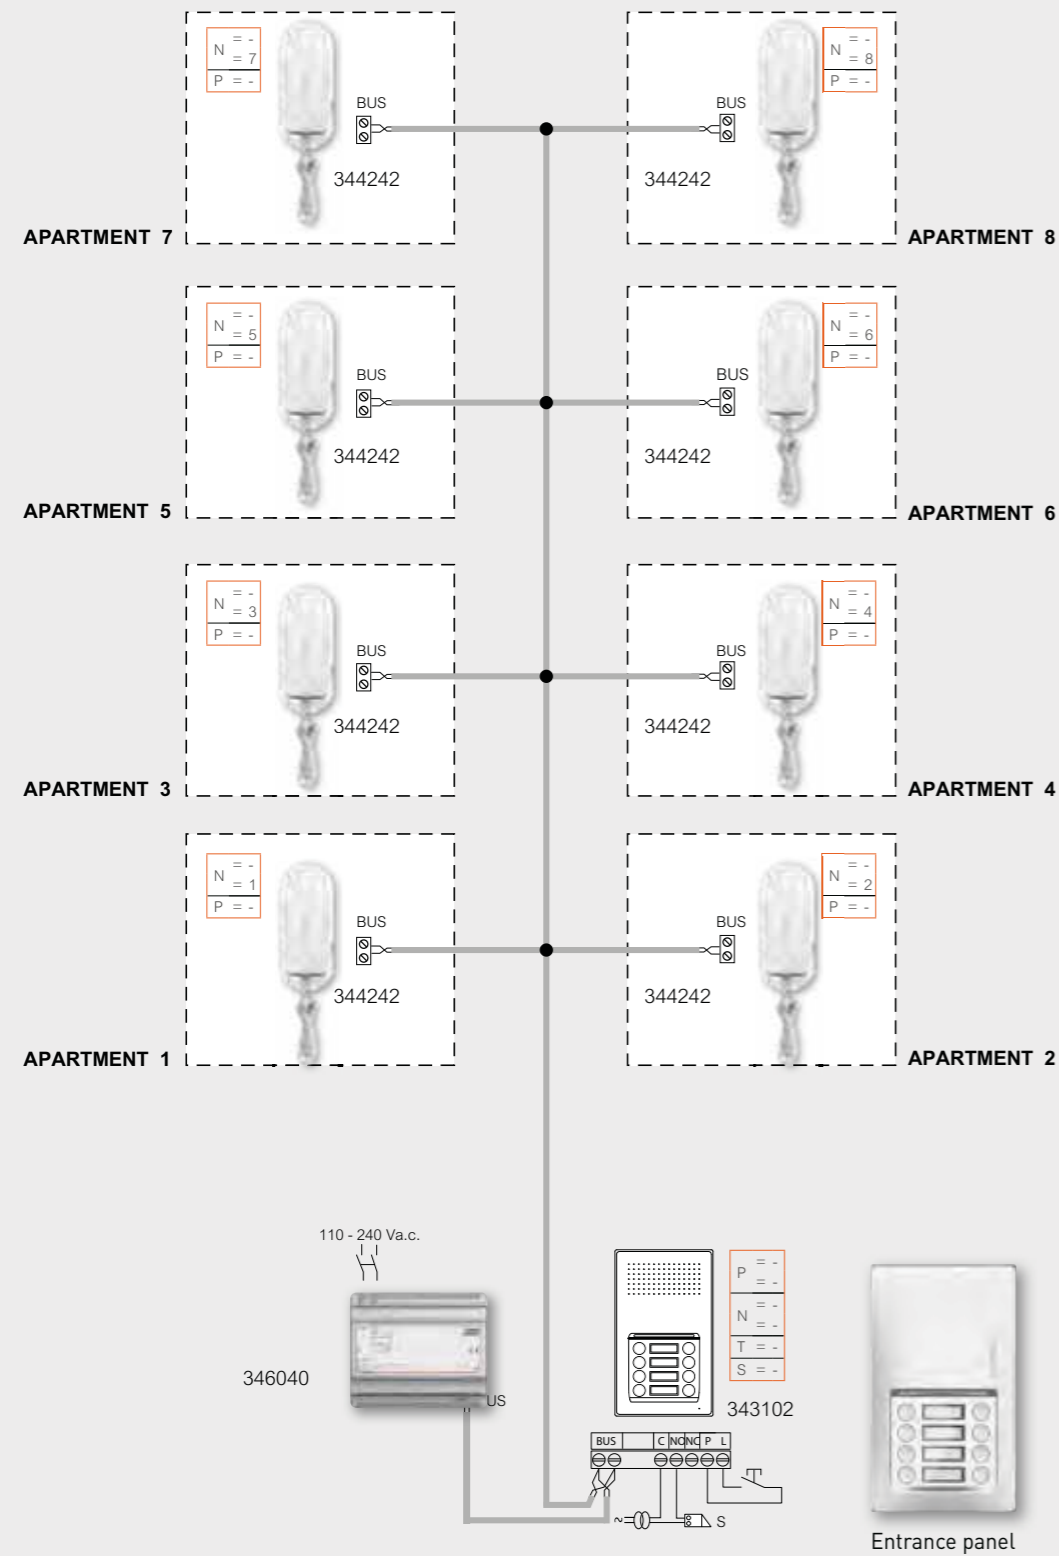 N = -
= 7
P = -
BUS
344242
APARTMENT 7
N = -
= 8
P = -
BUS
344242
APARTMENT 8
N = -
= 5
P = -
BUS
344242
APARTMENT 5
N = -
= 6
P = -
BUS
344242
APARTMENT 6
N = -
= 3
P = -
BUS
344242
APARTMENT 3
N = -
= 4
P = -
BUS
344242
APARTMENT 4
N = -
= 1
P = -
BUS
344242
APARTMENT 1
N = -
= 2
P = -
BUS
344242
APARTMENT 2
110 - 240 Va.c.
346040
US
P = -
= -
N = -
= -
T = -
S = -
343102
BUS C NO NC P L
~ S
Entrance panel